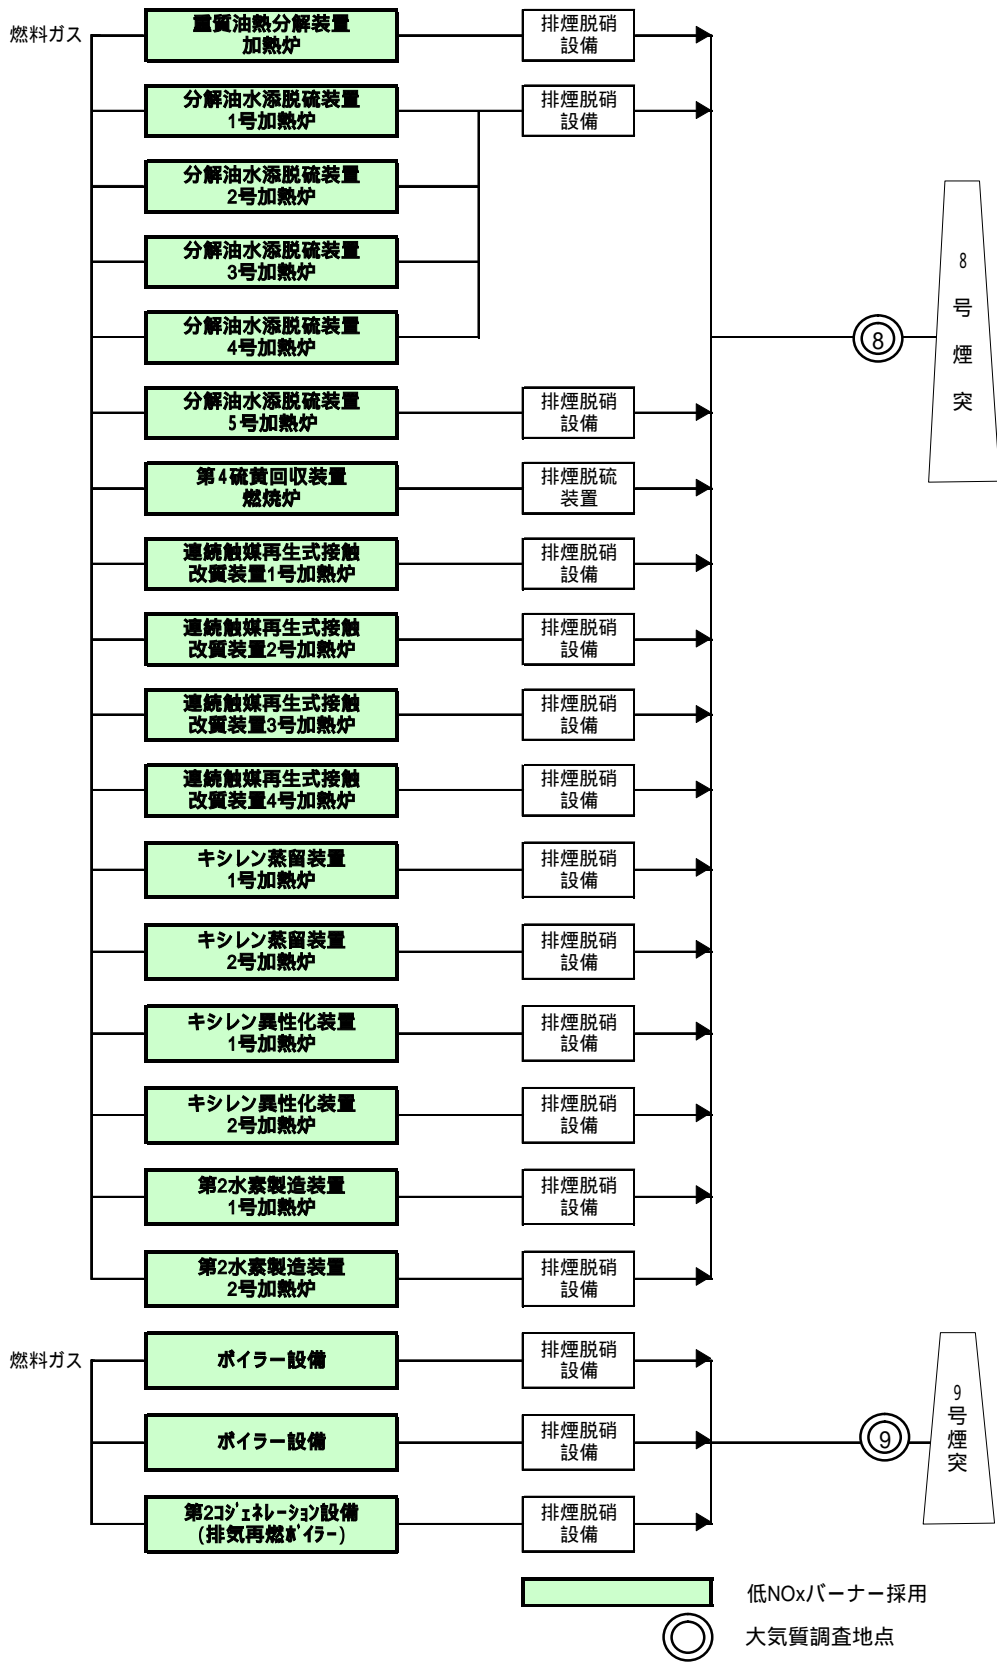 燃料ガス
重質油熱分解装置
加熱炉
排煙脱硝
設備
分解油水添脱硫装置
1号加熱炉
排煙脱硝
設備
分解油水添脱硫装置
2号加熱炉
分解油水添脱硫装置
3号加熱炉
分解油水添脱硫装置
4号加熱炉
分解油水添脱硫装置
5号加熱炉
排煙脱硝
設備
第4硫黄回収装置
燃焼炉
排煙脱硫
装置
連続触媒再生式接触
改質装置1号加熱炉
排煙脱硝
設備
連続触媒再生式接触
改質装置2号加熱炉
排煙脱硝
設備
連続触媒再生式接触
改質装置3号加熱炉
排煙脱硝
設備
連続触媒再生式接触
改質装置4号加熱炉
排煙脱硝
設備
キシレン蒸留装置
1号加熱炉
排煙脱硝
設備
キシレン蒸留装置
2号加熱炉
排煙脱硝
設備
キシレン異性化装置
1号加熱炉
排煙脱硝
設備
キシレン異性化装置
2号加熱炉
排煙脱硝
設備
第2水素製造装置
1号加熱炉
排煙脱硝
設備
第2水素製造装置
2号加熱炉
排煙脱硝
設備
8
8号煙突
燃料ガス
ボイラー設備
排煙脱硝
設備
ボイラー設備
排煙脱硝
設備
第2ｺｼﾞｪﾈﾚｰｼｮﾝ設備
(排気再燃ﾎﾞｲﾗｰ)
排煙脱硝
設備
9
9号煙突
低NOxバーナー採用
大気質調査地点